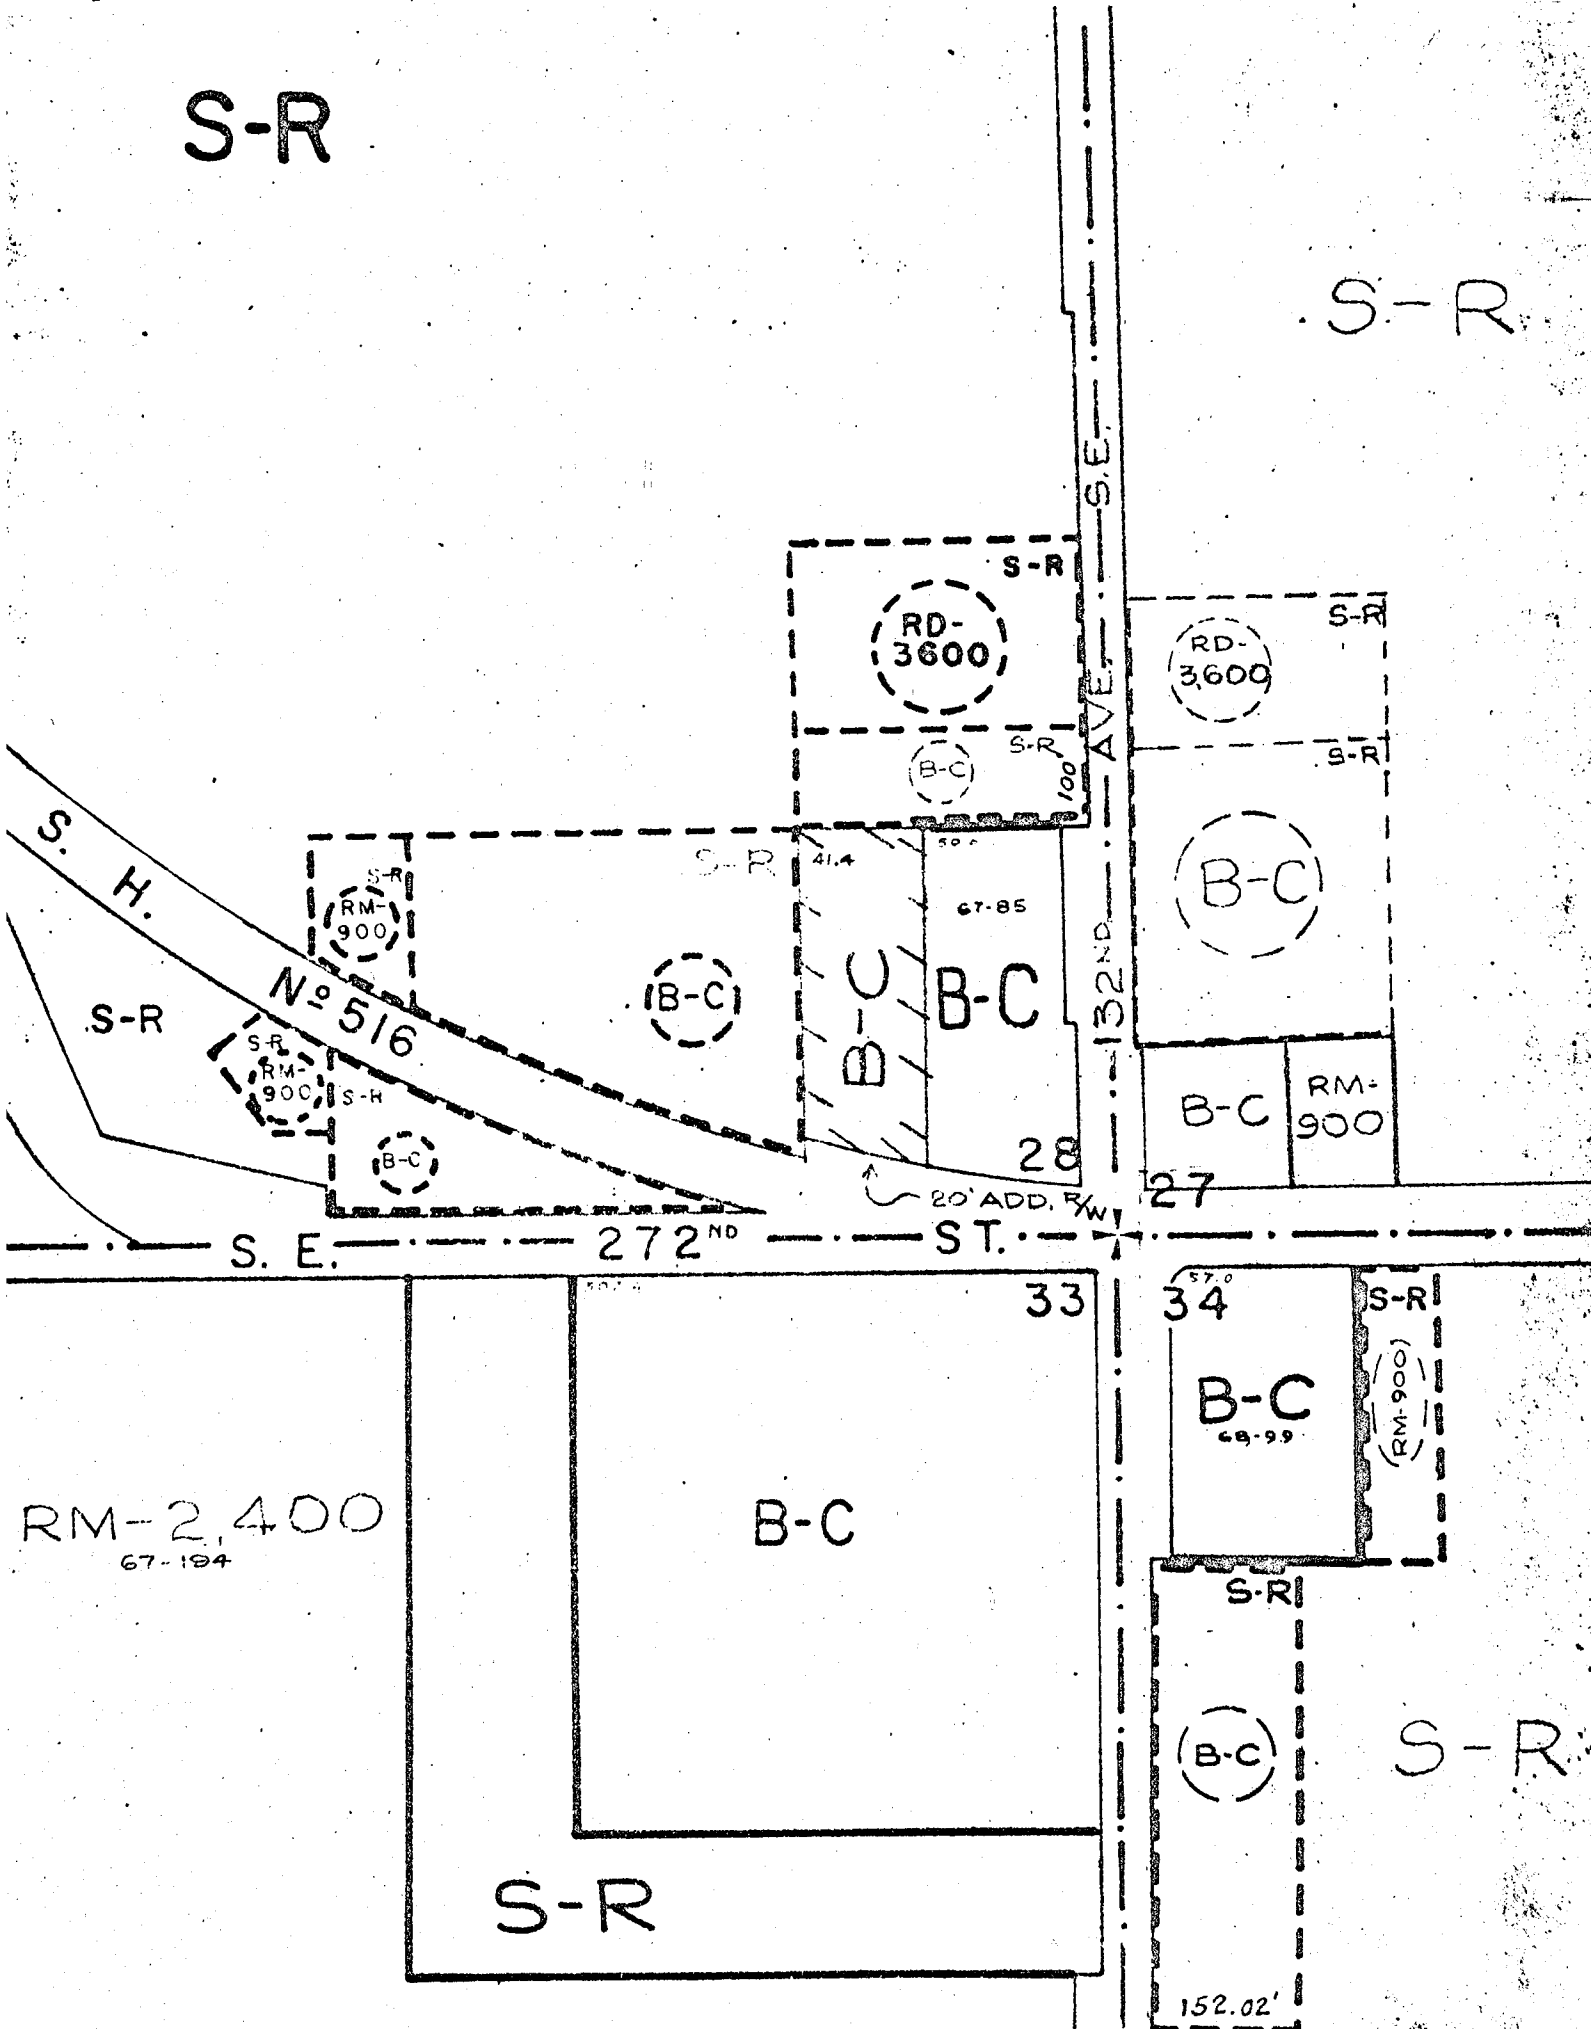 S-R
S-R
S.E.
AVE.
132ND
S-R
RD-
3600
S-R
B-C
100'
S-R
RD-
3,600
S-R
B-C
S. H.
Nº 516
S-R
RM-
900
S-R
41.4
B-C
B-C
67-85
B-C
S-R
S-R
RM-
900
S-R
B-C
B-C
RM-
900
28
27
20' ADD. R/W
S. E. 272ND ST.
33
34
57.0
S-R
B-C
68-99
RM-900
RM-2,400
67-194
B-C
S-R
B-C
S-R
S-R
152.02'